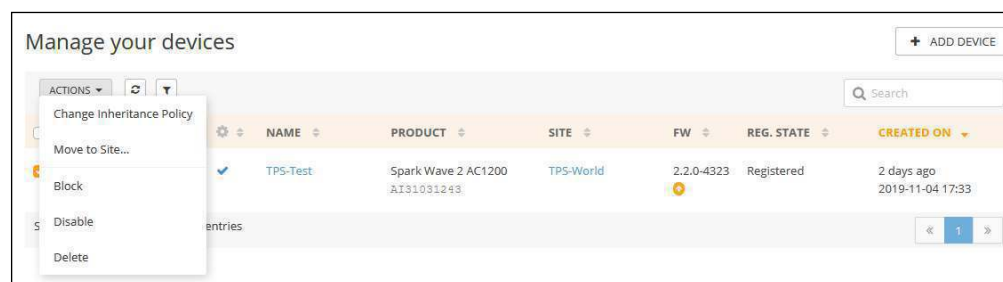 Manage your devices
+ ADD DEVICE
ACTIONS
Search
Change Inheritance Policy
NAME PRODUCT SITE FW REG. STATE CREATED ON
Move to Site...
TPS-Test Spark Wave 2 AC1200 TPS-World 2.2.0-4323 Registered 2 days ago
AI31031243 2019-11-04 17:33
Block
Disable
S entries
« 1 »
Delete